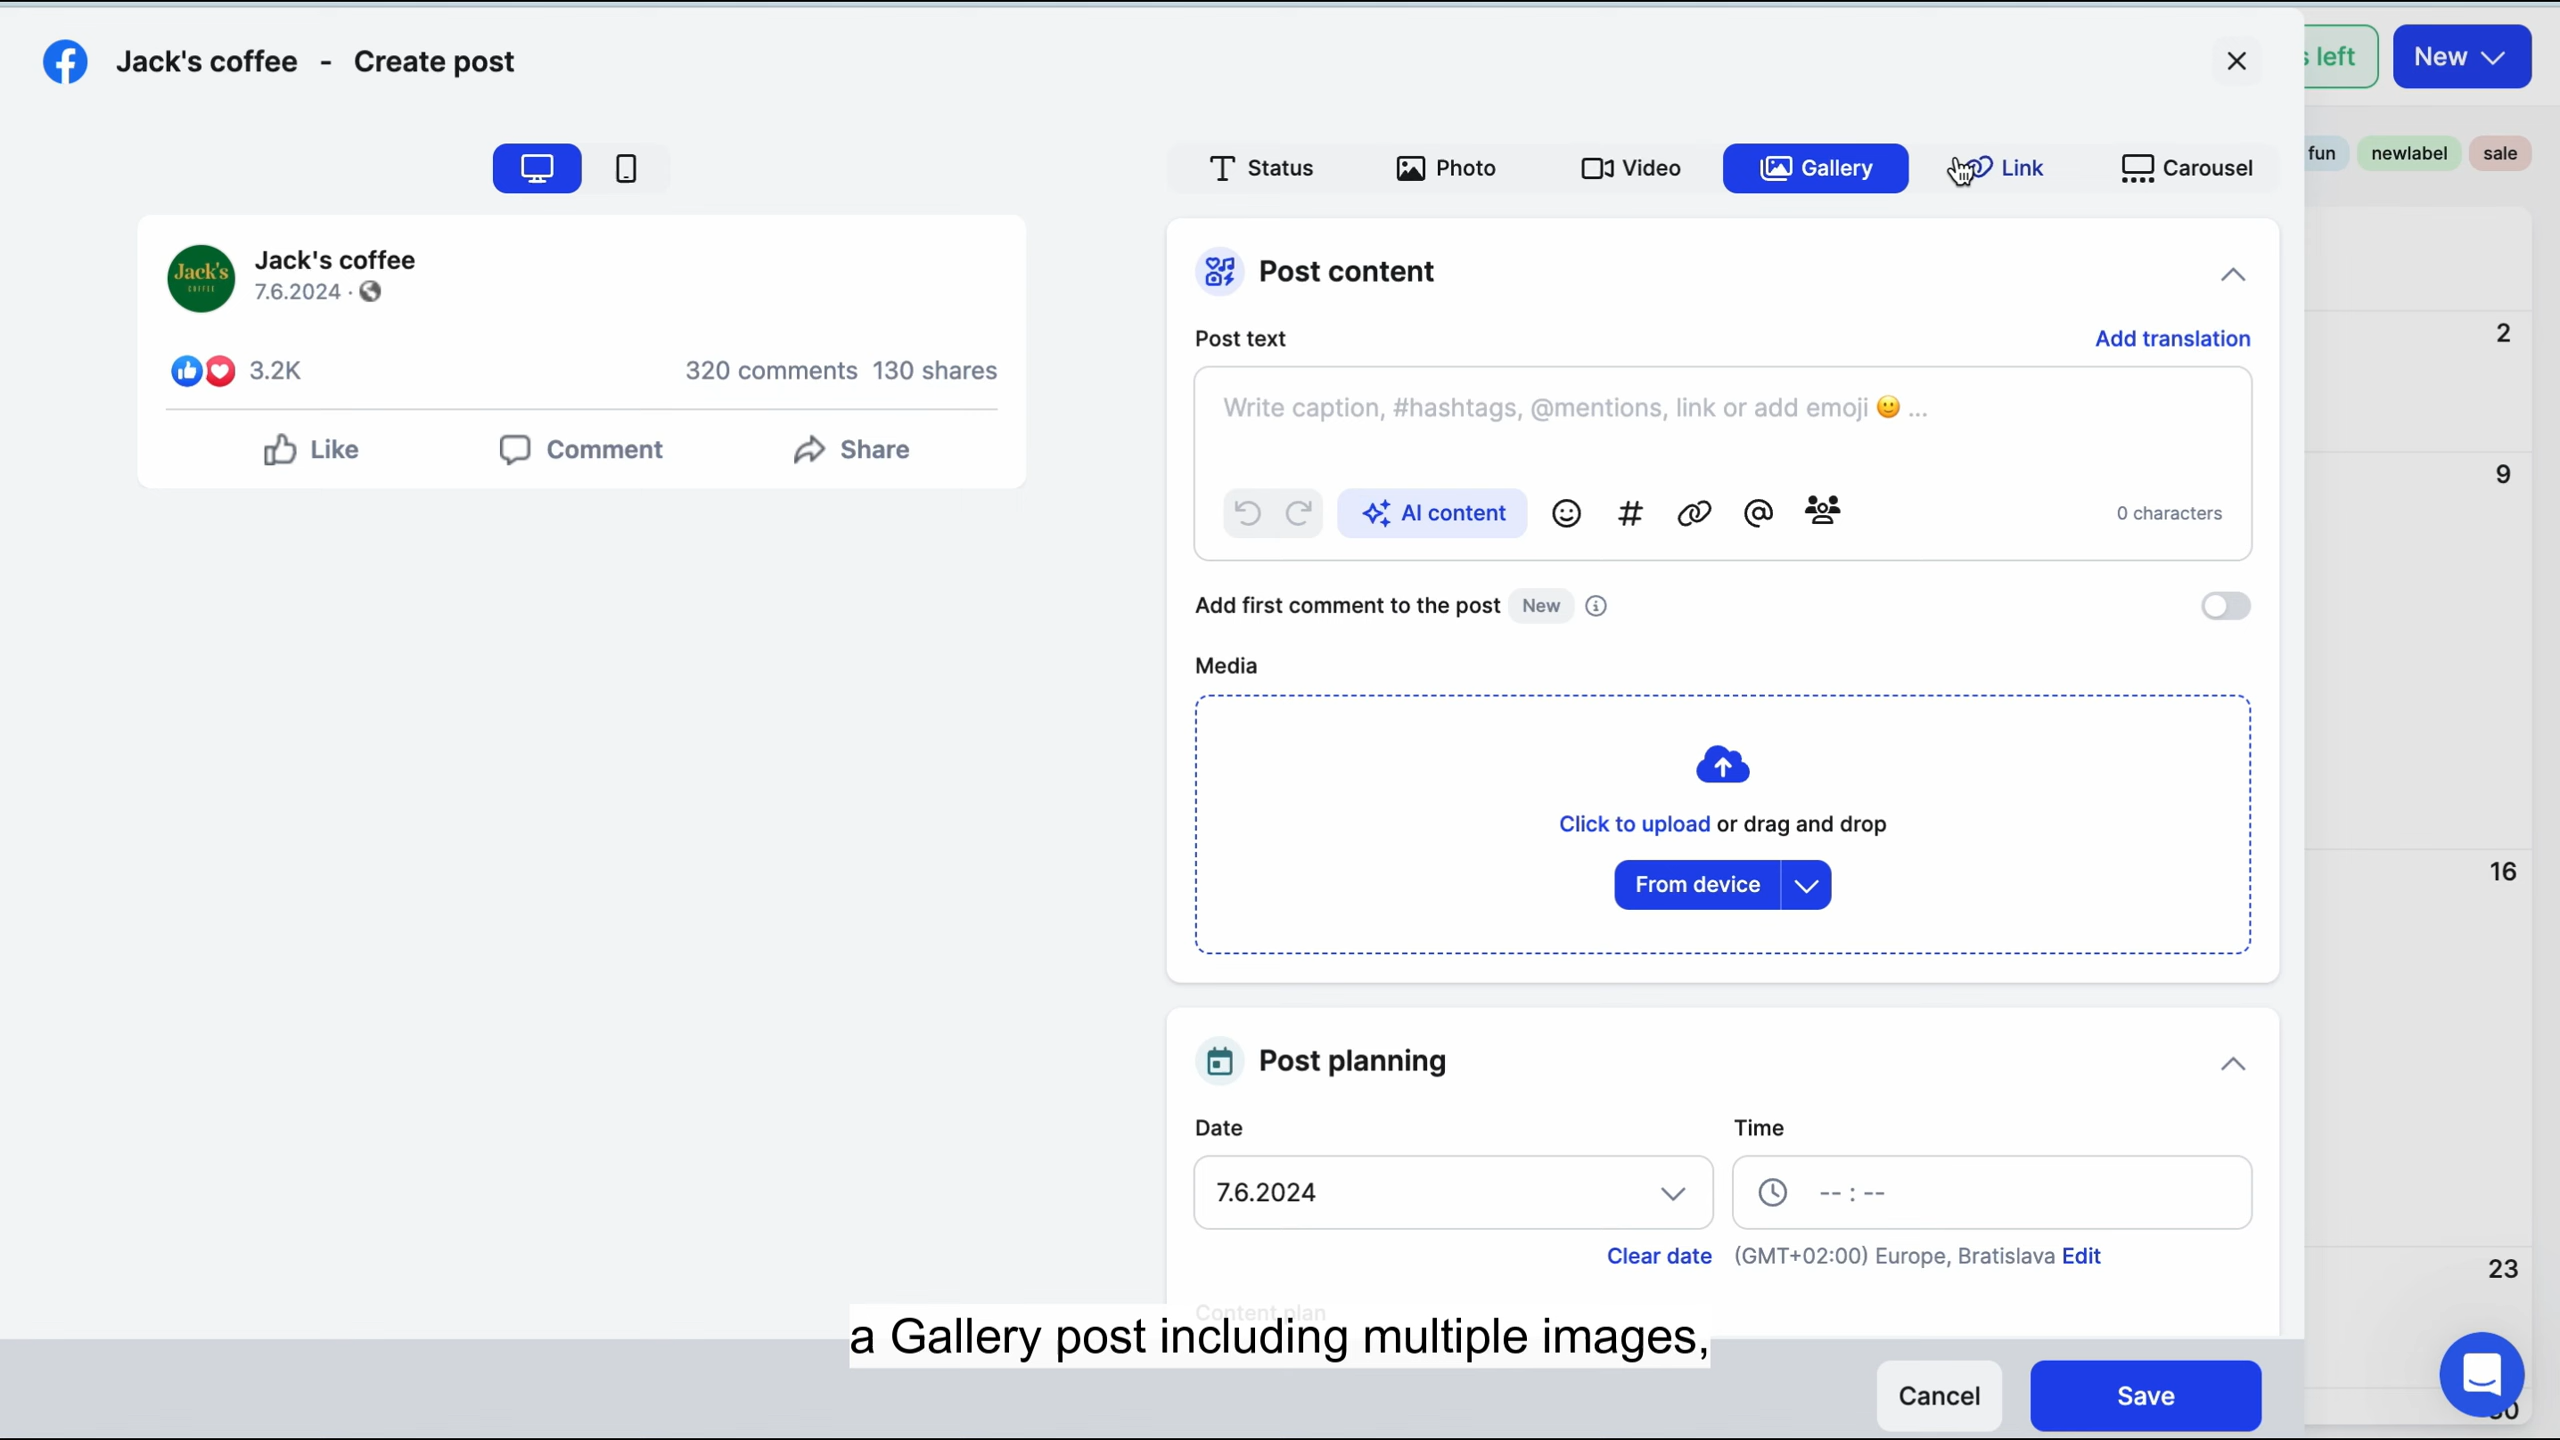 Jack's coffee - Create post
s left
New
Status
Photo
Video
Gallery
Link
Carousel
fun
newlabel
sale
Jack's
COFFEE
Jack's coffee
7.6.2024 ·
3.2K
320 comments 130 shares
Like
Comment
Share
Post content
Post text
Add translation
Write caption, #hashtags, @mentions, link or add emoji 🙂 ...
AI content
0 characters
Add first comment to the post New
Media
Click to upload or drag and drop
From device
Post planning
Date
Time
7.6.2024
-- : --
Clear date
(GMT+02:00) Europe, Bratislava Edit
Content plan
a Gallery post including multiple images,
Cancel
Save
2
9
16
23